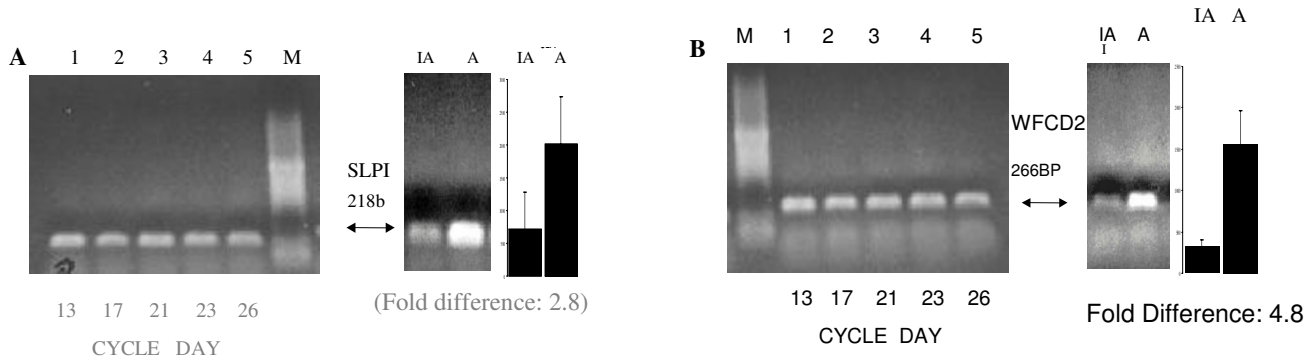 A
1 2 3 4 5 M
IA A
IA A
SLPI
218b
13 17 21 23 26
CYCLE DAY
(Fold difference: 2.8)
B
M 1 2 3 4 5
IA A
I
IA A
WFCD2
266BP
13 17 21 23 26
CYCLE DAY
Fold Difference: 4.8